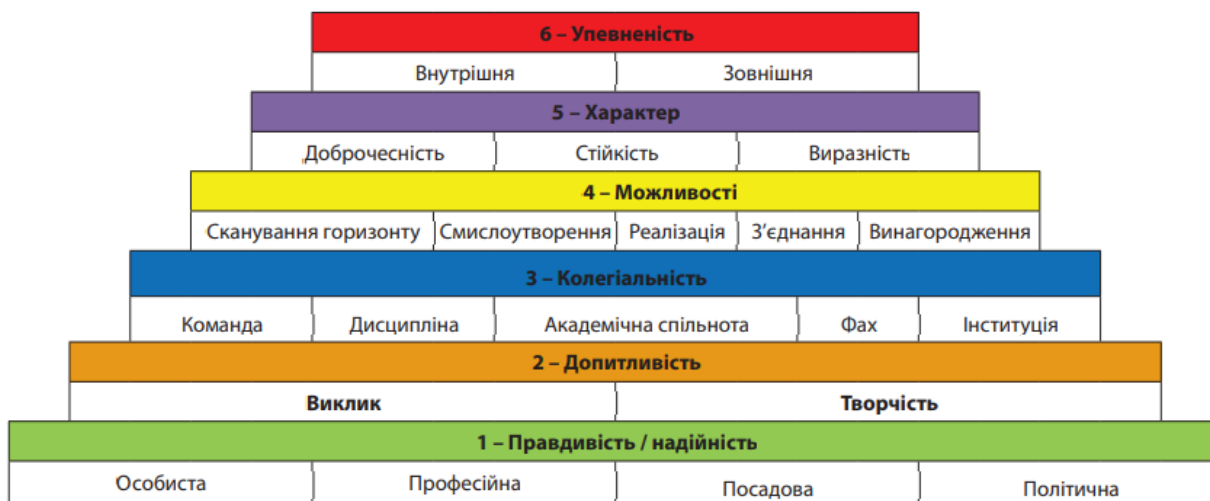 6 – Упевненість
Внутрішня Зовнішня
5 – Характер
Доброчесність Стійкість Виразність
4 – Можливості
Сканування горизонту Смислоутворення Реалізація З’єднання Винагородження
3 – Колегіальність
Команда Дисципліна Академічна спільнота Фах Інституція
2 – Допитливість
Виклик Творчість
1 – Правдивість / надійність
Особиста Професійна Посадова Політична